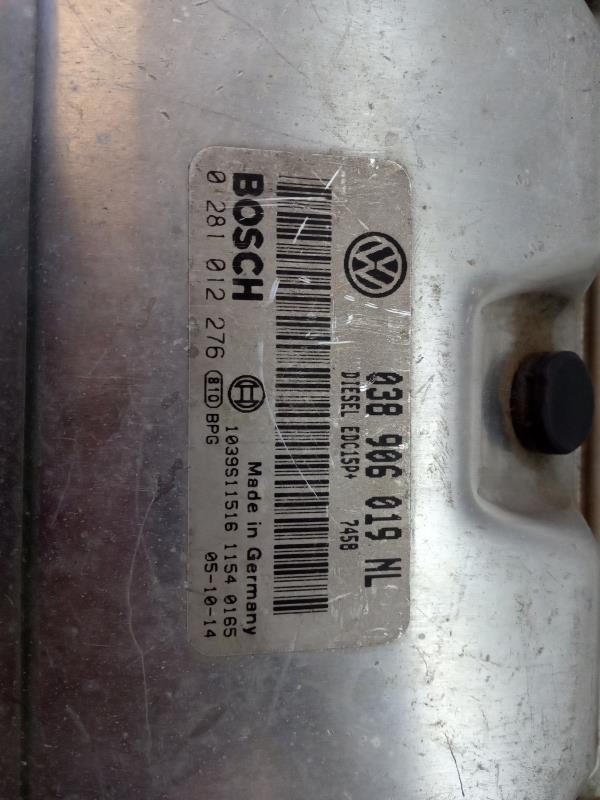 038 906 019 NL
DIESEL EDC15P+ 7458
BOSCH
0 281 012 276
81D BPG
Made in Germany
1039S11516 1154 0165
05-10-14